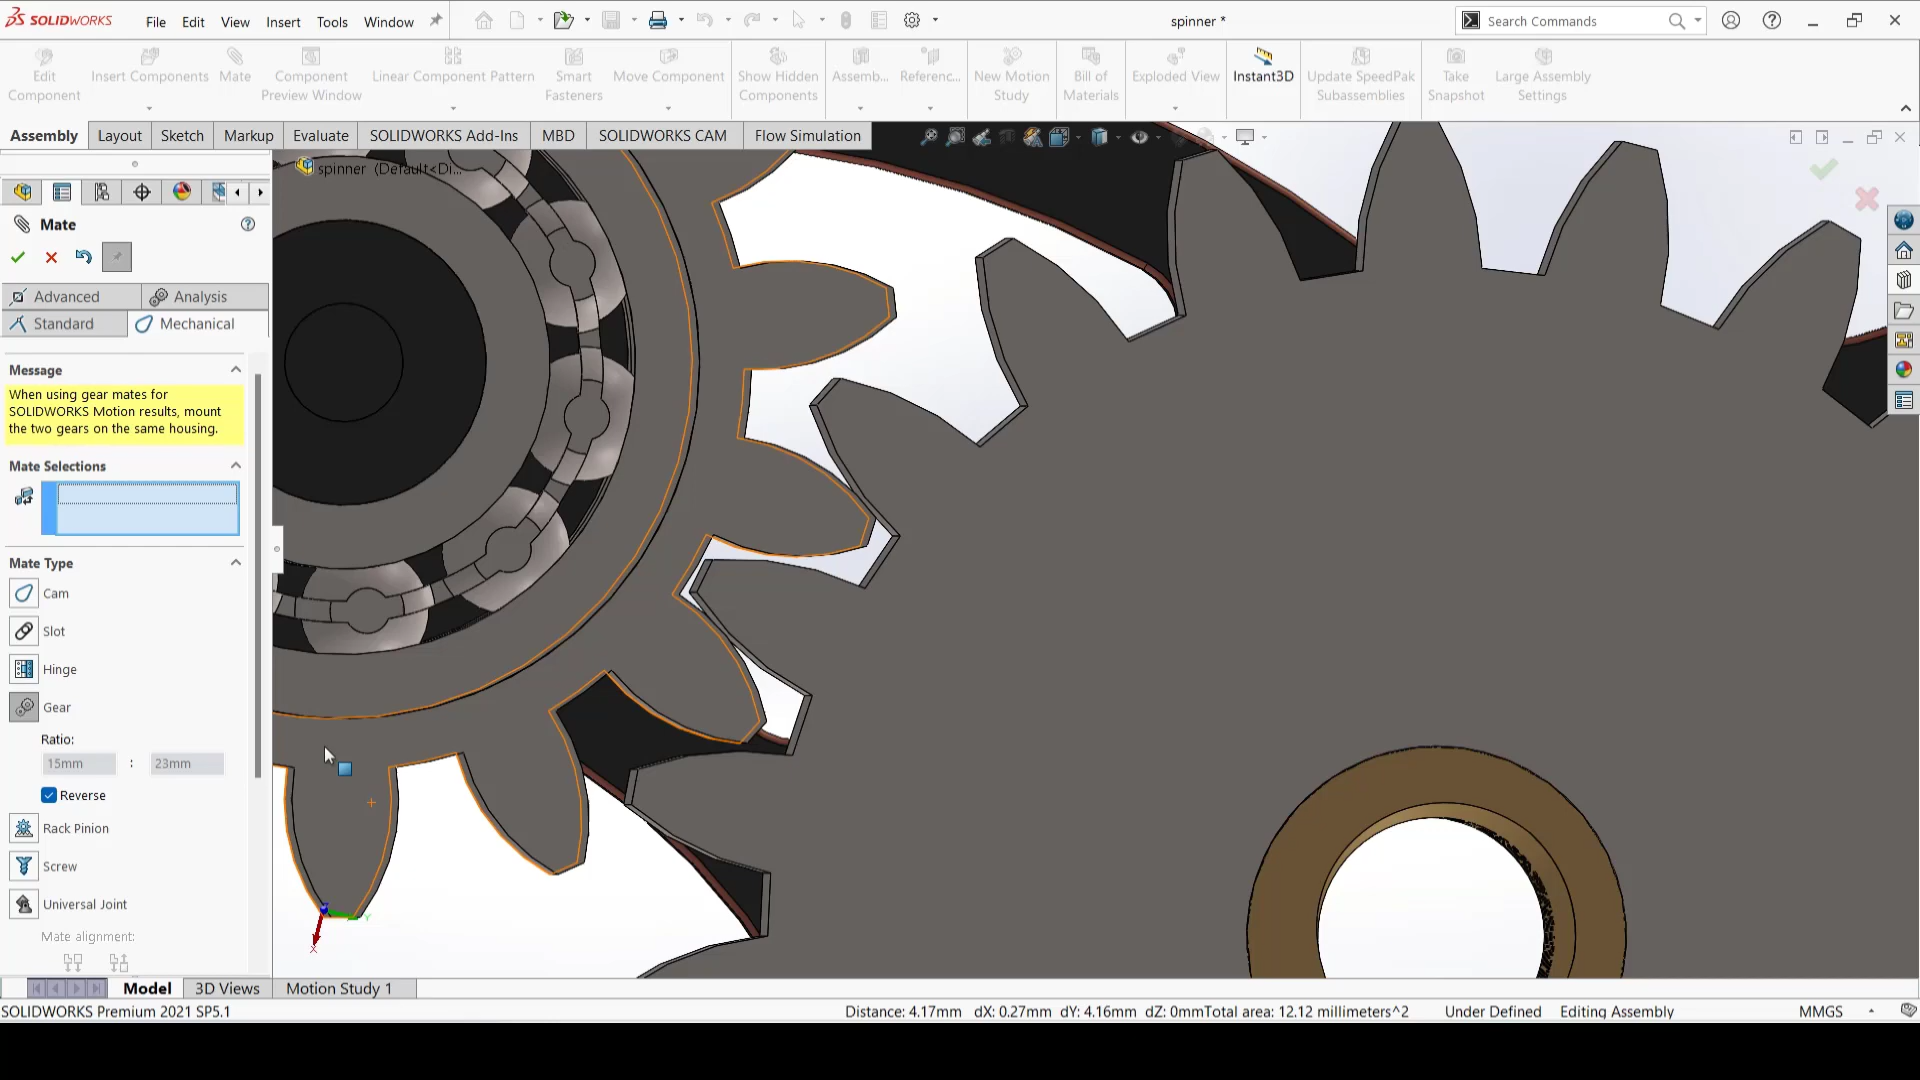 SOLIDWORKS File Edit View Insert Tools Window spinner * Search Commands
Edit Component Insert Components Mate Component Preview Window Linear Component Pattern Smart Fasteners Move Component Show Hidden Components Assemb... Referenc... New Motion Study Bill of Materials Exploded View Instant3D Update SpeedPak Subassemblies Take Snapshot Large Assembly Settings
Assembly Layout Sketch Markup Evaluate SOLIDWORKS Add-Ins MBD SOLIDWORKS CAM Flow Simulation
spinner (Default<Di...
Mate
Advanced Analysis
Standard Mechanical
Message
When using gear mates for
SOLIDWORKS Motion results, mount
the two gears on the same housing.
Mate Selections
Mate Type
Cam
Slot
Hinge
Gear
Ratio:
15mm : 23mm
Reverse
Rack Pinion
Screw
Universal Joint
Y
X
Mate alignment:
Model 3D Views Motion Study 1
SOLIDWORKS Premium 2021 SP5.1 Distance: 4.17mm dX: 0.27mm dY: 4.16mm dZ: 0mmTotal area: 12.12 millimeters^2 Under Defined Editing Assembly MMGS